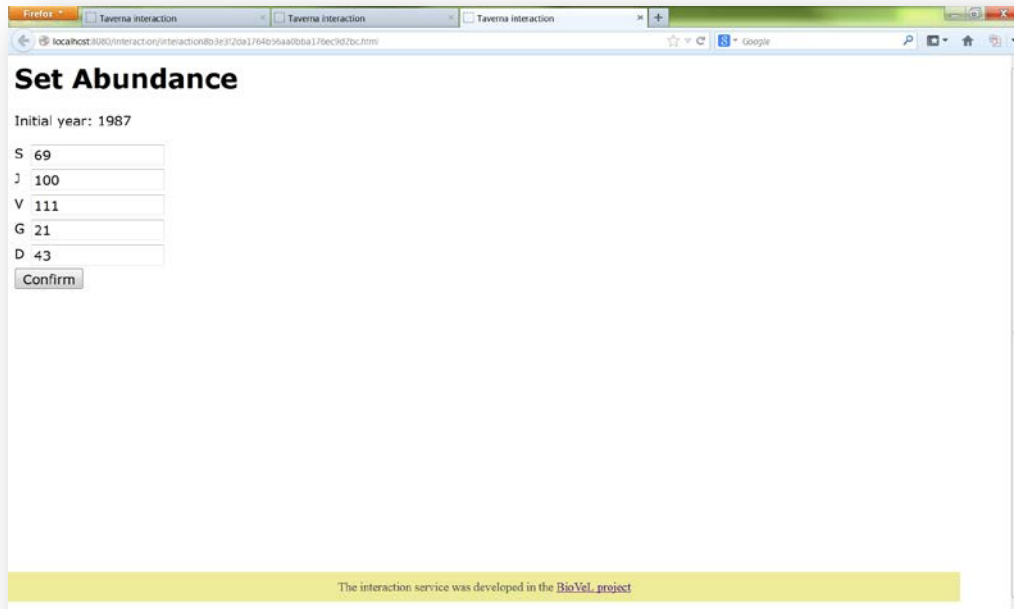 Firefox
Taverna interaction
Taverna interaction
Taverna interaction
Google
Set Abundance
Initial year: 1987
S 69
J 100
V 111
G 21
D 43
Confirm
The interaction service was developed in the BioVeL project